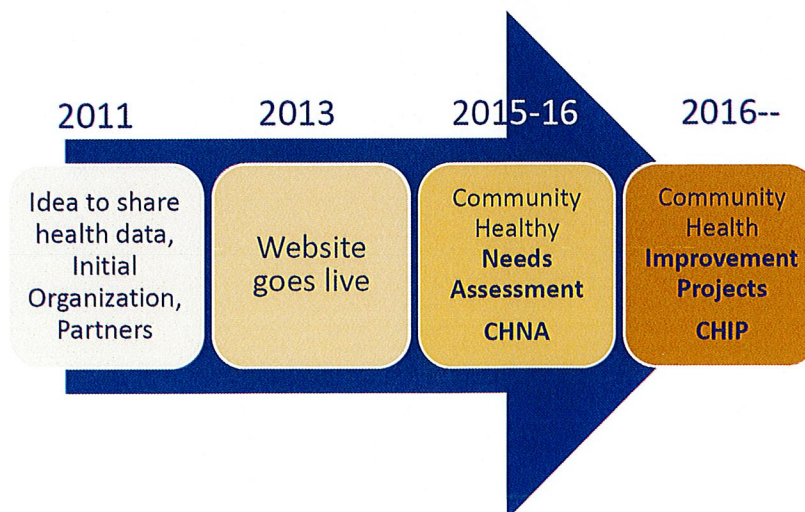 2011
2013
2015-16
2016--
Idea to share
health data,
Initial
Organization,
Partners
Website
goes live
Community
Healthy
Needs
Assessment
CHNA
Community
Health
Improvement
Projects
CHIP